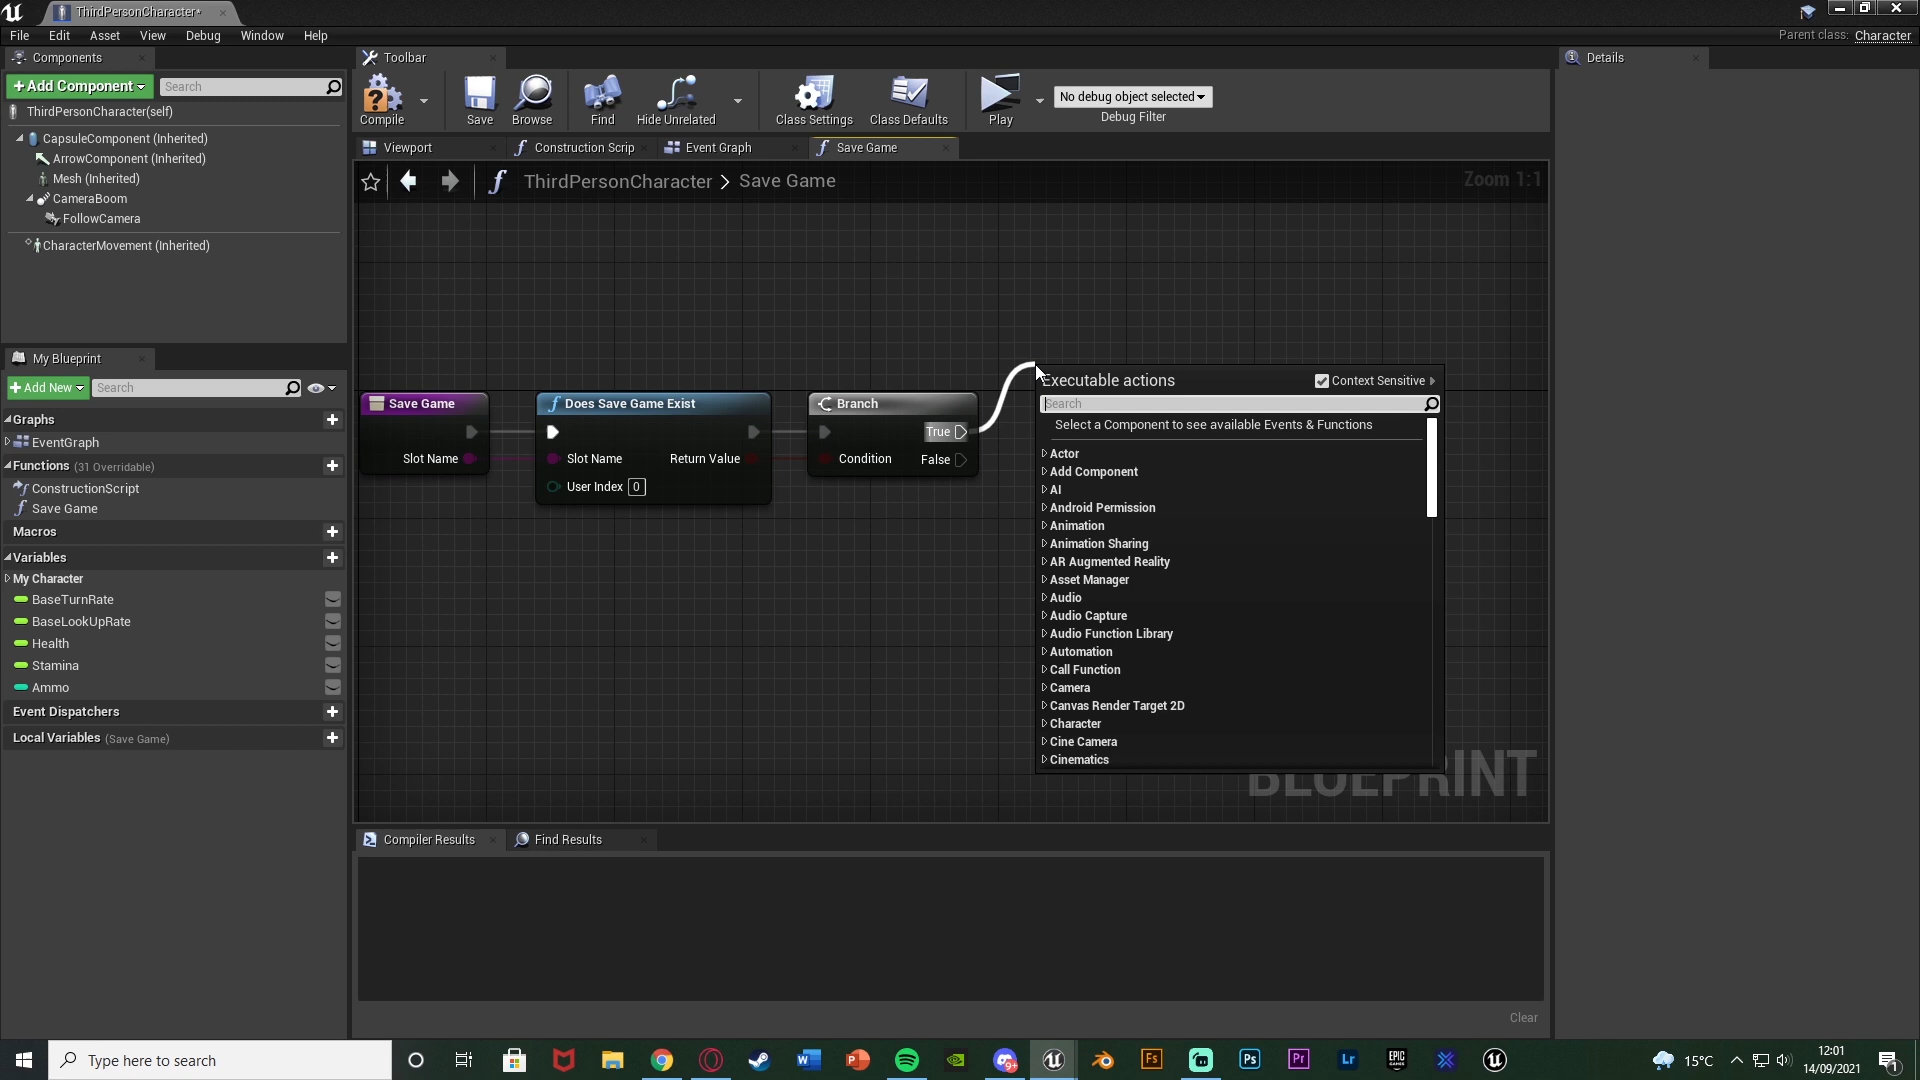 ThirdPersonCharacter*
File Edit Asset View Debug Window Help
Parent class: Character
Components
Toolbar
Details
+Add Component
Search
ThirdPersonCharacter(self)
CapsuleComponent (Inherited)
ArrowComponent (Inherited)
Mesh (Inherited)
CameraBoom
FollowCamera
CharacterMovement (Inherited)
Compile
Save
Browse
Find
Hide Unrelated
Class Settings
Class Defaults
Play
No debug object selected
Debug Filter
Viewport
Construction Scrip
Event Graph
Save Game
ThirdPersonCharacter > Save Game
Zoom 1:1
My Blueprint
+Add New
Search
Graphs
EventGraph
Functions (31 Overridable)
ConstructionScript
Save Game
Macros
Variables
My Character
BaseTurnRate
BaseLookUpRate
Health
Stamina
Ammo
Event Dispatchers
Local Variables (Save Game)
Save Game
Slot Name
Does Save Game Exist
Slot Name
Return Value
User Index 0
Branch
True
Condition
False
Executable actions
Context Sensitive
Search
Select a Component to see available Events & Functions
Actor
Add Component
AI
Android Permission
Animation
Animation Sharing
AR Augmented Reality
Asset Manager
Audio
Audio Capture
Audio Function Library
Automation
Call Function
Camera
Canvas Render Target 2D
Character
Cine Camera
Cinematics
BLUEPRINT
Compiler Results
Find Results
Clear
Type here to search
15°C
12:01
14/09/2021